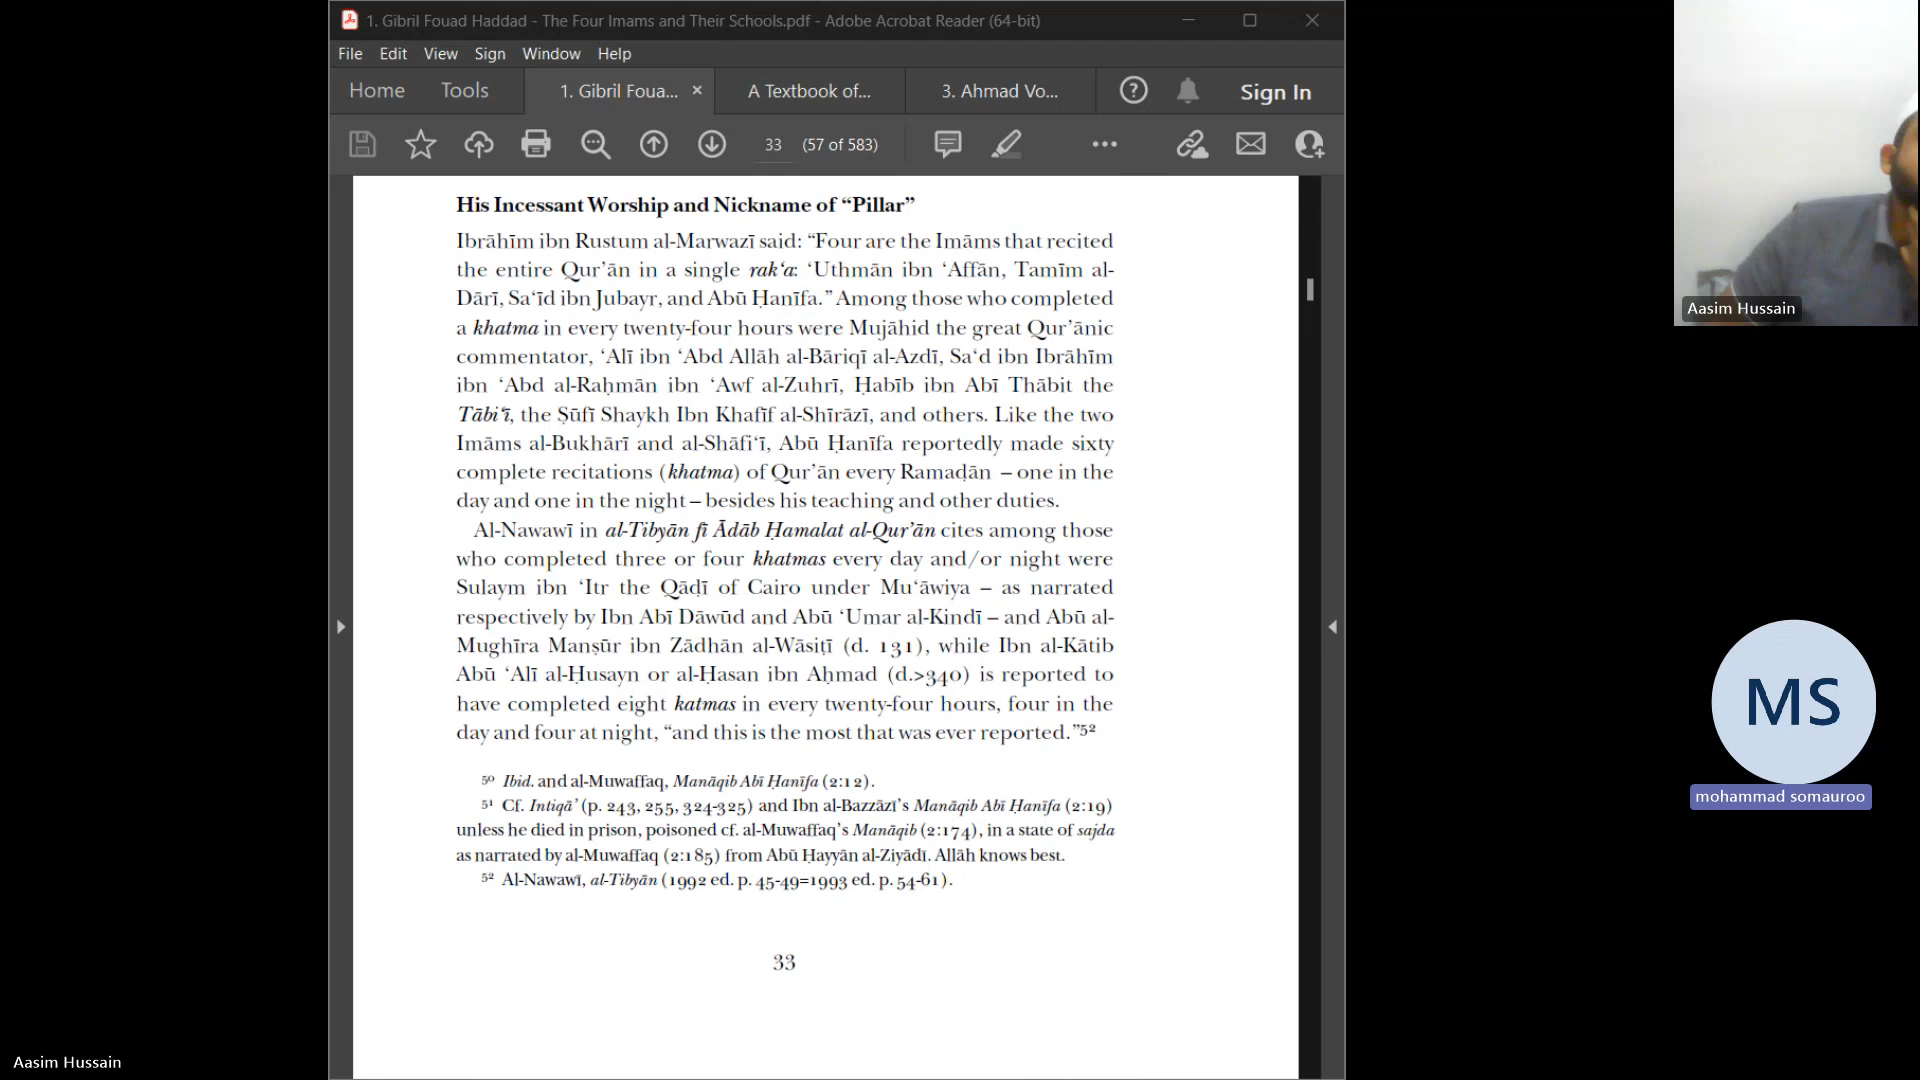 1. Gibril Fouad Haddad - The Four Imams and Their Schools.pdf - Adobe Acrobat Reader (64-bit)
File Edit View Sign Window Help
Home Tools 1. Gibril Foua... × A Textbook of... 3. Ahmad Vo... Sign In
33 (57 of 583)
His Incessant Worship and Nickname of “Pillar”
Ibrāhīm ibn Rustum al-Marwazī said: “Four are the Imāms that recited
the entire Qur’ān in a single rak‘a: ‘Uthmān ibn ‘Affān, Tamīm al-
Dārī, Sa‘īd ibn Jubayr, and Abū Ḥanīfa.” Among those who completed
a khatma in every twenty-four hours were Mujāhid the great Qur’ānic
commentator, ‘Alī ibn ‘Abd Allāh al-Bāriqī al-Azdī, Sa‘d ibn Ibrāhīm
ibn ‘Abd al-Raḥmān ibn ‘Awf al-Zuhrī, Ḥabīb ibn Abī Thābit the
Tābi‘ī, the Ṣūfī Shaykh Ibn Khafīf al-Shīrāzī, and others. Like the two
Imāms al-Bukhārī and al-Shāfi‘ī, Abū Ḥanīfa reportedly made sixty
complete recitations (khatma) of Qur’ān every Ramaḍān – one in the
day and one in the night – besides his teaching and other duties.
Al-Nawawī in al-Tibyān fī Ādāb Ḥamalat al-Qur’ān cites among those
who completed three or four khatmas every day and/or night were
Sulaym ibn ‘Itr the Qāḍī of Cairo under Mu‘āwiya – as narrated
respectively by Ibn Abī Dāwūd and Abū ‘Umar al-Kindī – and Abū al-
Mughīra Manṣūr ibn Zādhān al-Wāsiṭī (d. 131), while Ibn al-Kātib
Abū ‘Alī al-Ḥusayn or al-Ḥasan ibn Aḥmad (d.>340) is reported to
have completed eight katmas in every twenty-four hours, four in the
day and four at night, “and this is the most that was ever reported.”52
50 Ibid. and al-Muwaffaq, Manāqib Abī Ḥanīfa (2:12).
51 Cf. Intiqā’ (p. 243, 255, 324-325) and Ibn al-Bazzāzī’s Manāqib Abī Ḥanīfa (2:19)
unless he died in prison, poisoned cf. al-Muwaffaq’s Manāqib (2:174), in a state of sajda
as narrated by al-Muwaffaq (2:185) from Abū Ḥayyān al-Ziyādī. Allāh knows best.
52 Al-Nawawī, al-Tibyān (1992 ed. p. 45-49=1993 ed. p. 54-61).
33
Aasim Hussain
MS
mohammad somauroo
Aasim Hussain